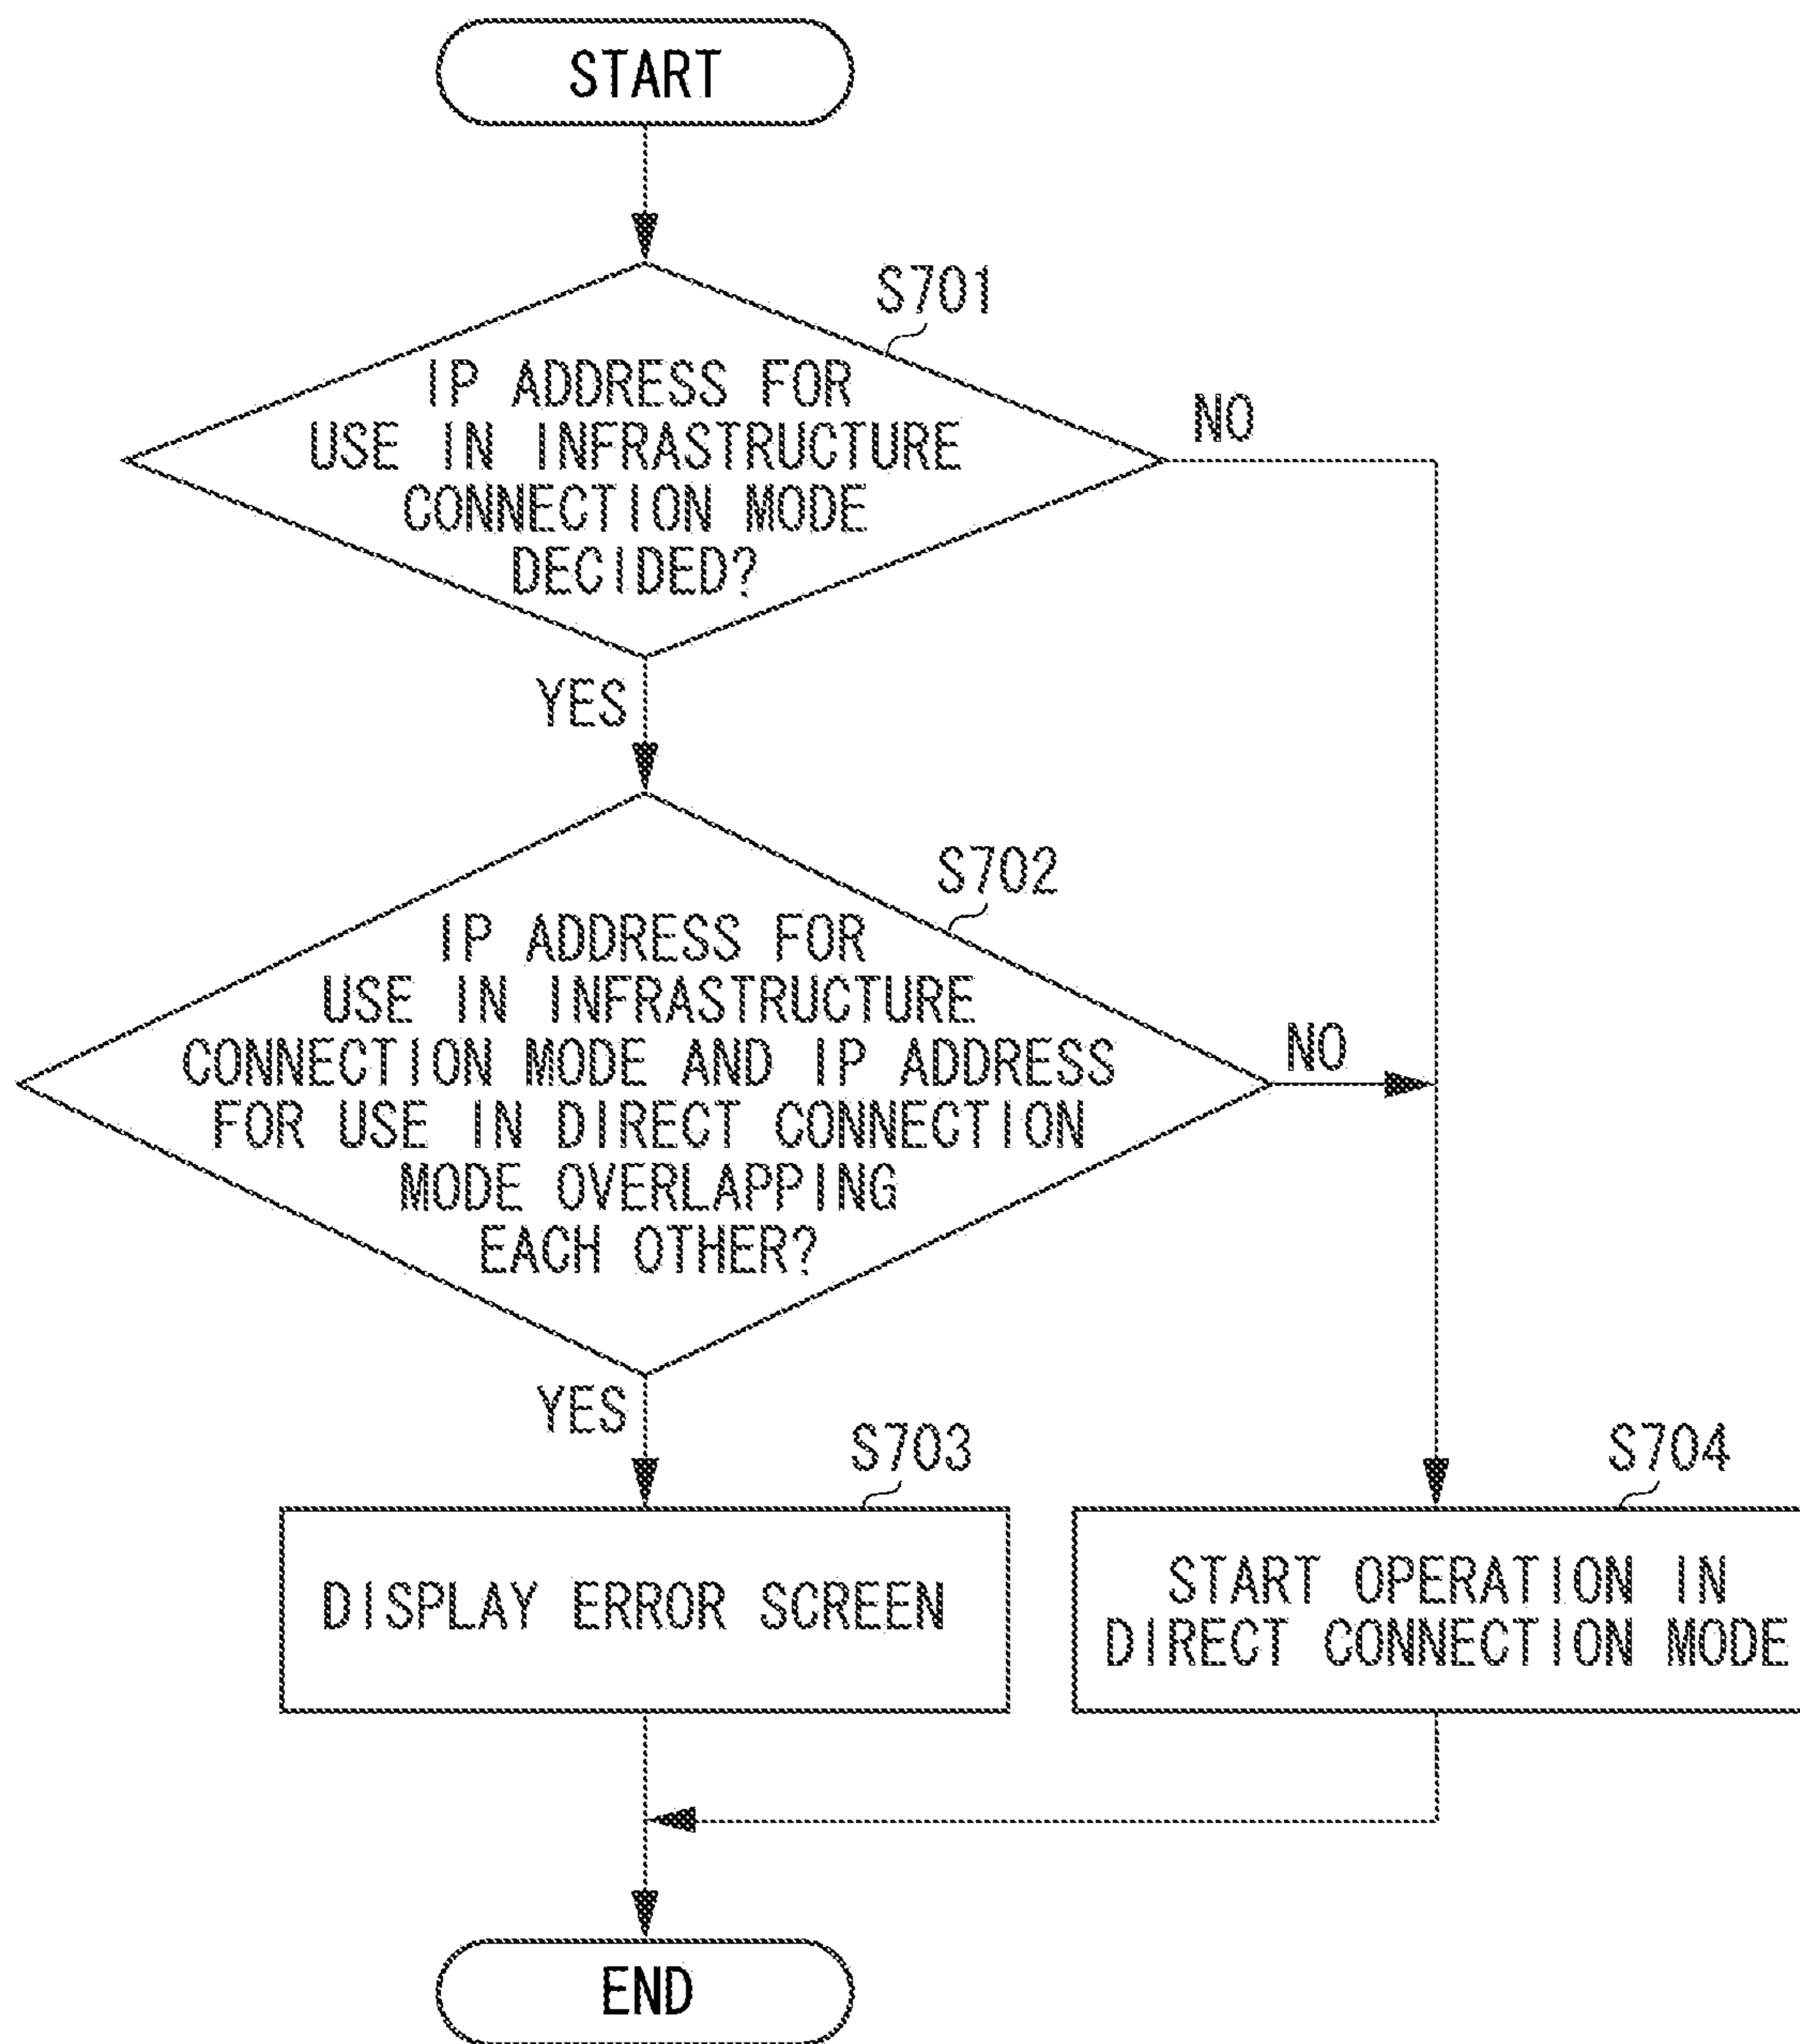 START
S701
IP ADDRESS FOR
USE IN INFRASTRUCTURE
CONNECTION MODE
DECIDED?
NO
YES
S702
IP ADDRESS FOR
USE IN INFRASTRUCTURE
CONNECTION MODE AND IP ADDRESS
FOR USE IN DIRECT CONNECTION
MODE OVERLAPPING
EACH OTHER?
NO
YES
S703
DISPLAY ERROR SCREEN
S704
START OPERATION IN
DIRECT CONNECTION MODE
END